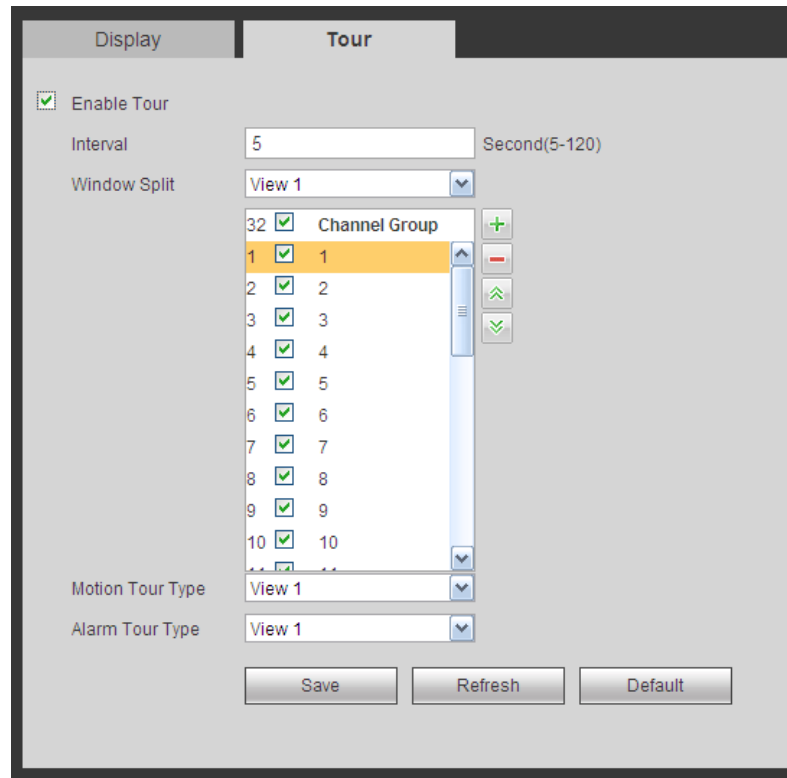 Display Tour
Enable Tour
Interval 5 Second(5-120)
Window Split View 1
32 Channel Group
1 1
2 2
3 3
4 4
5 5
6 6
7 7
8 8
9 9
10 10
Motion Tour Type View 1
Alarm Tour Type View 1
Save Refresh Default